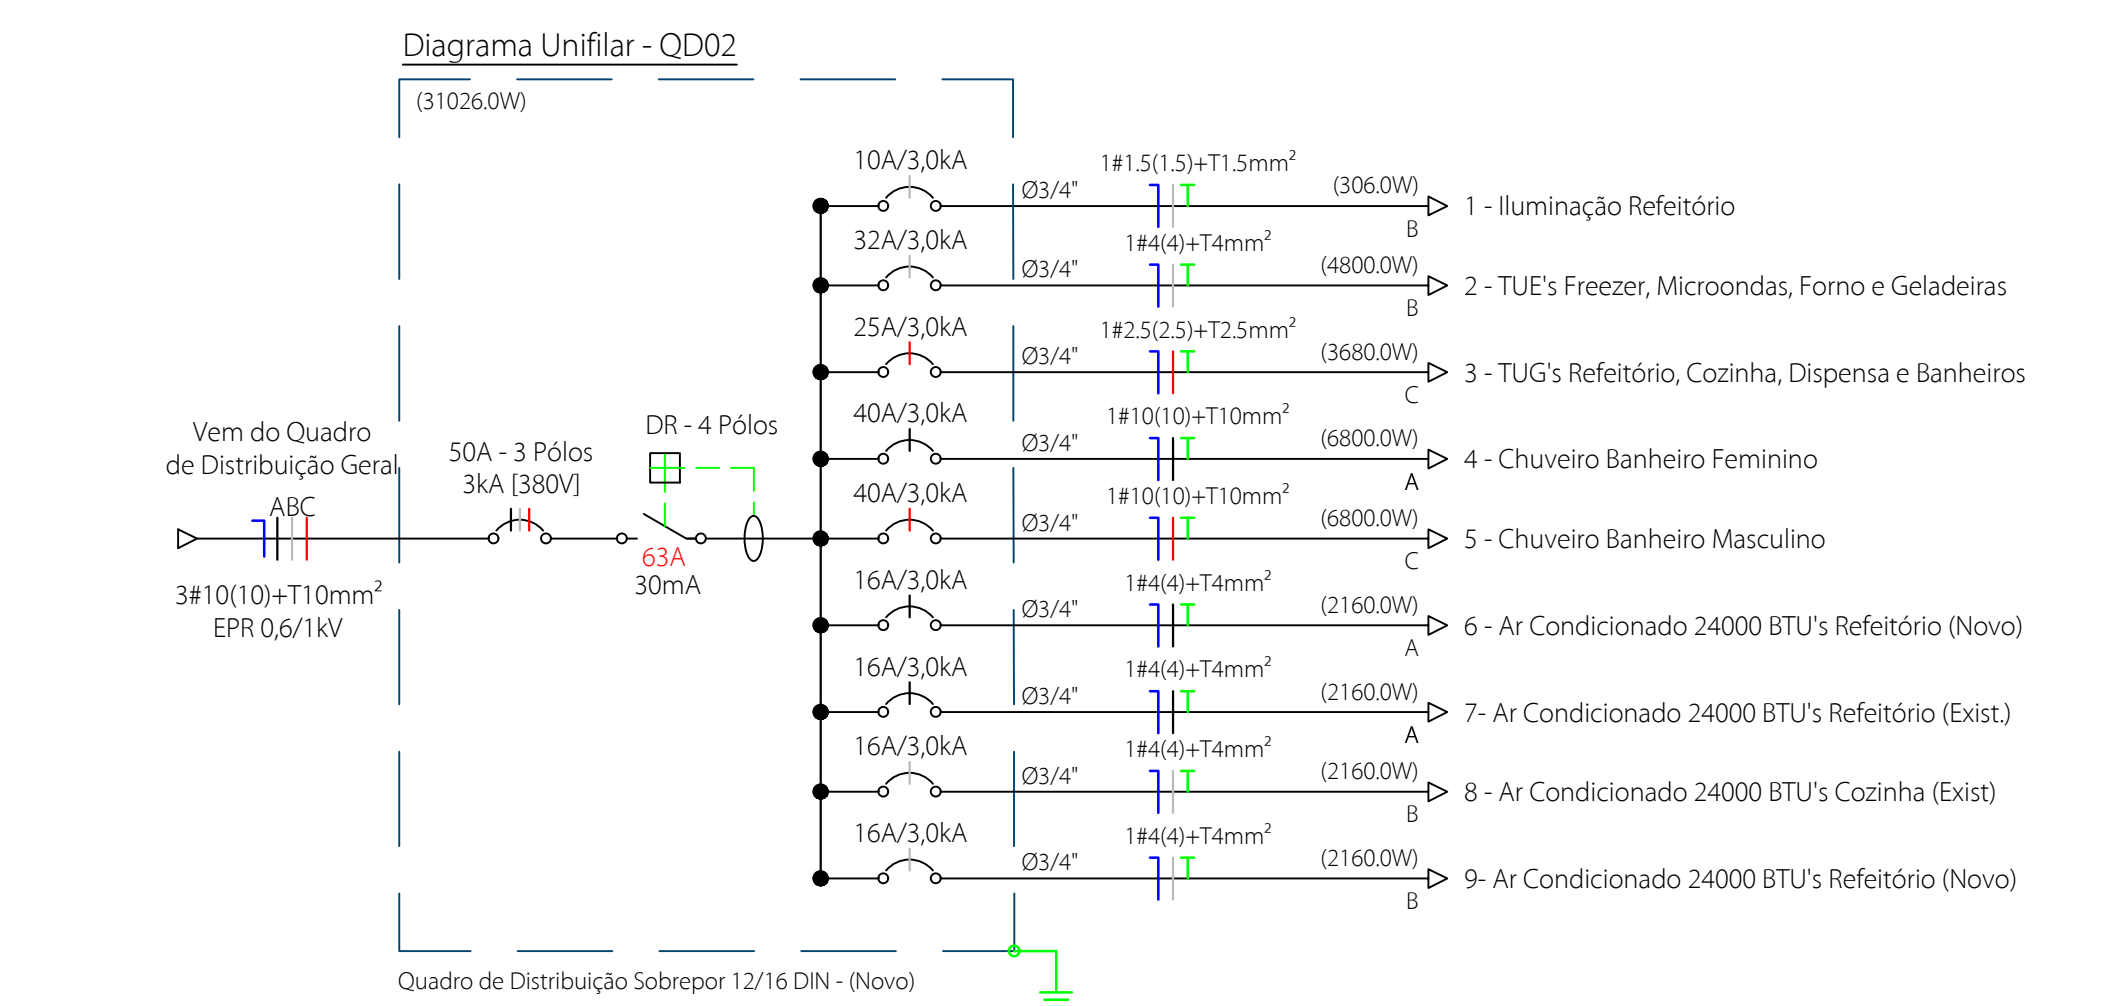 Diagrama Unifilar - QD02
(31026.0W)
10A/3,0kA
Ø3/4"
1#1.5(1.5)+T1.5mm²
(306.0W)
B
1 - Iluminação Refeitório
32A/3,0kA
Ø3/4"
1#4(4)+T4mm²
(4800.0W)
B
2 - TUE's Freezer, Microondas, Forno e Geladeiras
25A/3,0kA
Ø3/4"
1#2.5(2.5)+T2.5mm²
(3680.0W)
C
3 - TUG's Refeitório, Cozinha, Dispensa e Banheiros
40A/3,0kA
Ø3/4"
1#10(10)+T10mm²
(6800.0W)
A
4 - Chuveiro Banheiro Feminino
Vem do Quadro
de Distribuição Geral
ABC
3#10(10)+T10mm²
EPR 0,6/1kV
50A - 3 Pólos
3kA [380V]
DR - 4 Pólos
63A
30mA
40A/3,0kA
Ø3/4"
1#10(10)+T10mm²
(6800.0W)
C
5 - Chuveiro Banheiro Masculino
16A/3,0kA
Ø3/4"
1#4(4)+T4mm²
(2160.0W)
A
6 - Ar Condicionado 24000 BTU's Refeitório (Novo)
16A/3,0kA
Ø3/4"
1#4(4)+T4mm²
(2160.0W)
A
7- Ar Condicionado 24000 BTU's Refeitório (Exist.)
16A/3,0kA
Ø3/4"
1#4(4)+T4mm²
(2160.0W)
B
8 - Ar Condicionado 24000 BTU's Cozinha (Exist)
16A/3,0kA
Ø3/4"
1#4(4)+T4mm²
(2160.0W)
B
9- Ar Condicionado 24000 BTU's Refeitório (Novo)
Quadro de Distribuição Sobrepor 12/16 DIN - (Novo)